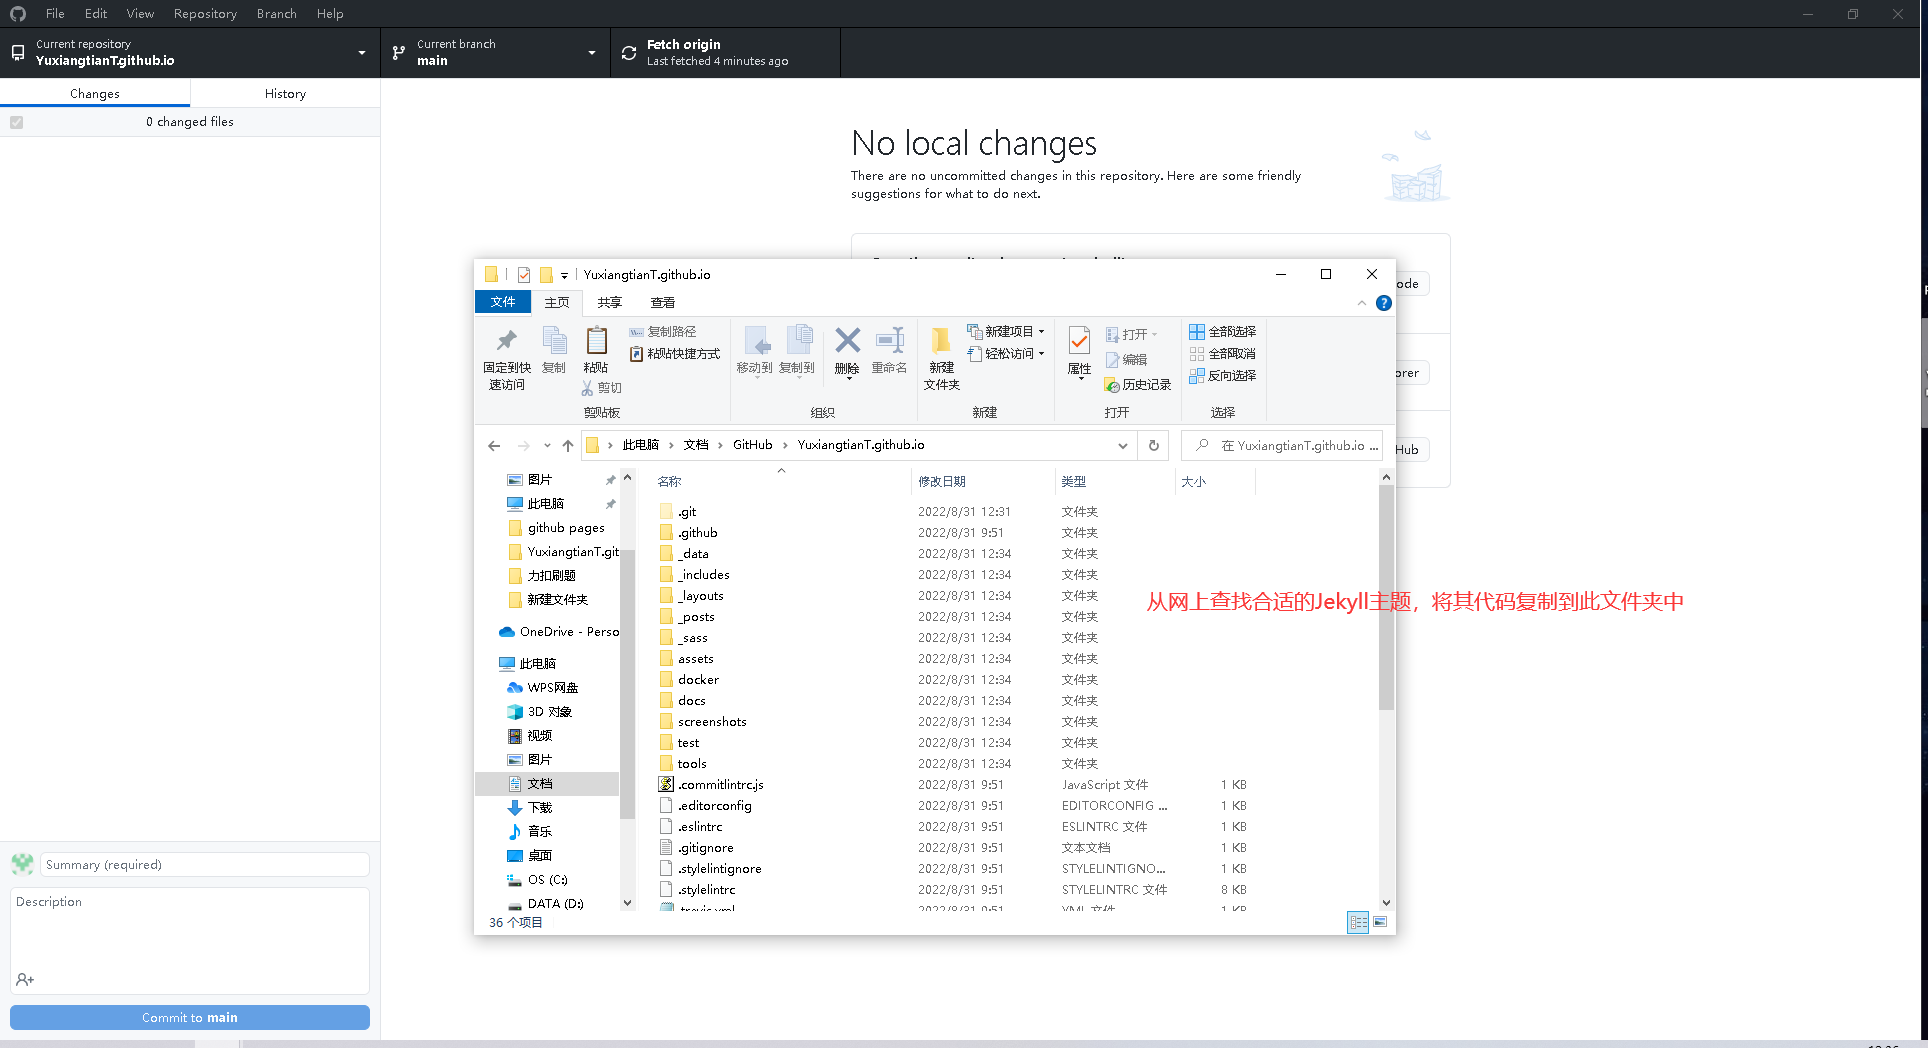 File Edit View Repository Branch Help
Current repository
YuxiangtianT.github.io
Current branch
main
Fetch origin
Last fetched 4 minutes ago
Changes History
0 changed files
No local changes
There are no uncommitted changes in this repository. Here are some friendly
suggestions for what to do next.
YuxiangtianT.github.io
文件 主页 共享 查看
固定到快
速访问
复制
粘贴
复制路径
粘贴快捷方式
剪切
剪贴板
移动到 复制到 删除 重命名
组织
新建
文件夹
新建项目
轻松访问
新建
属性
打开
编辑
历史记录
打开
全部选择
全部取消
反向选择
选择
此电脑 文档 GitHub YuxiangtianT.github.io
在 YuxiangtianT.github.io ...
图片
此电脑
github pages
YuxiangtianT.git
力扣刷题
新建文件夹
OneDrive - Perso
此电脑
WPS网盘
3D 对象
视频
图片
文档
下载
音乐
桌面
OS (C:)
DATA (D:)
名称 修改日期 类型 大小
.git 2022/8/31 12:31 文件夹
.github 2022/8/31 9:51 文件夹
_data 2022/8/31 12:34 文件夹
_includes 2022/8/31 12:34 文件夹
_layouts 2022/8/31 12:34 文件夹
_posts 2022/8/31 12:34 文件夹
_sass 2022/8/31 12:34 文件夹
assets 2022/8/31 12:34 文件夹
docker 2022/8/31 12:34 文件夹
docs 2022/8/31 12:34 文件夹
screenshots 2022/8/31 12:34 文件夹
test 2022/8/31 12:34 文件夹
tools 2022/8/31 12:34 文件夹
.commitlintrc.js 2022/8/31 9:51 JavaScript 文件 1 KB
.editorconfig 2022/8/31 9:51 EDITORCONFIG ... 1 KB
.eslintrc 2022/8/31 9:51 ESLINTRC 文件 1 KB
.gitignore 2022/8/31 9:51 文本文档 1 KB
.stylelintignore 2022/8/31 9:51 STYLELINTIGNO... 1 KB
.stylelintrc 2022/8/31 9:51 STYLELINTRC 文件 8 KB
.travis.yml 2022/8/31 9:51 YML 文件 1 KB
36 个项目
从网上查找合适的Jekyll主题，将其代码复制到此文件夹中
ode
orer
Hub
Summary (required)
Description
Commit to main